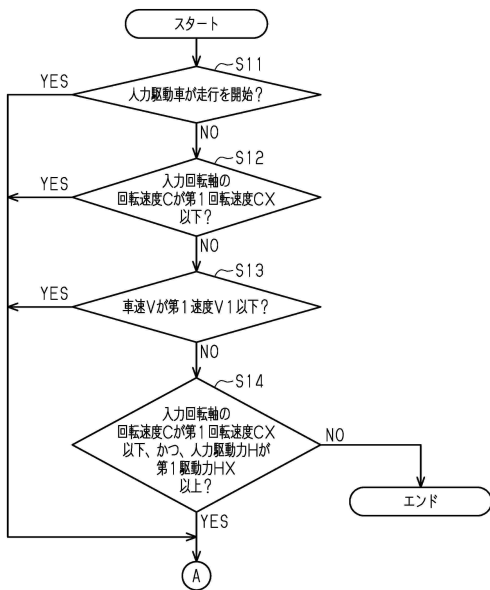 スタート
S11
YES
人力駆動車が走行を開始？
NO
S12
YES
入力回転軸の
回転速度Cが第1回転速度CX
以下？
NO
S13
YES
車速Vが第1速度V1以下？
NO
S14
入力回転軸の
回転速度Cが第1回転速度CX
以下、かつ、人力駆動力Hが
第1駆動力HX
以上？
NO
エンド
YES
A